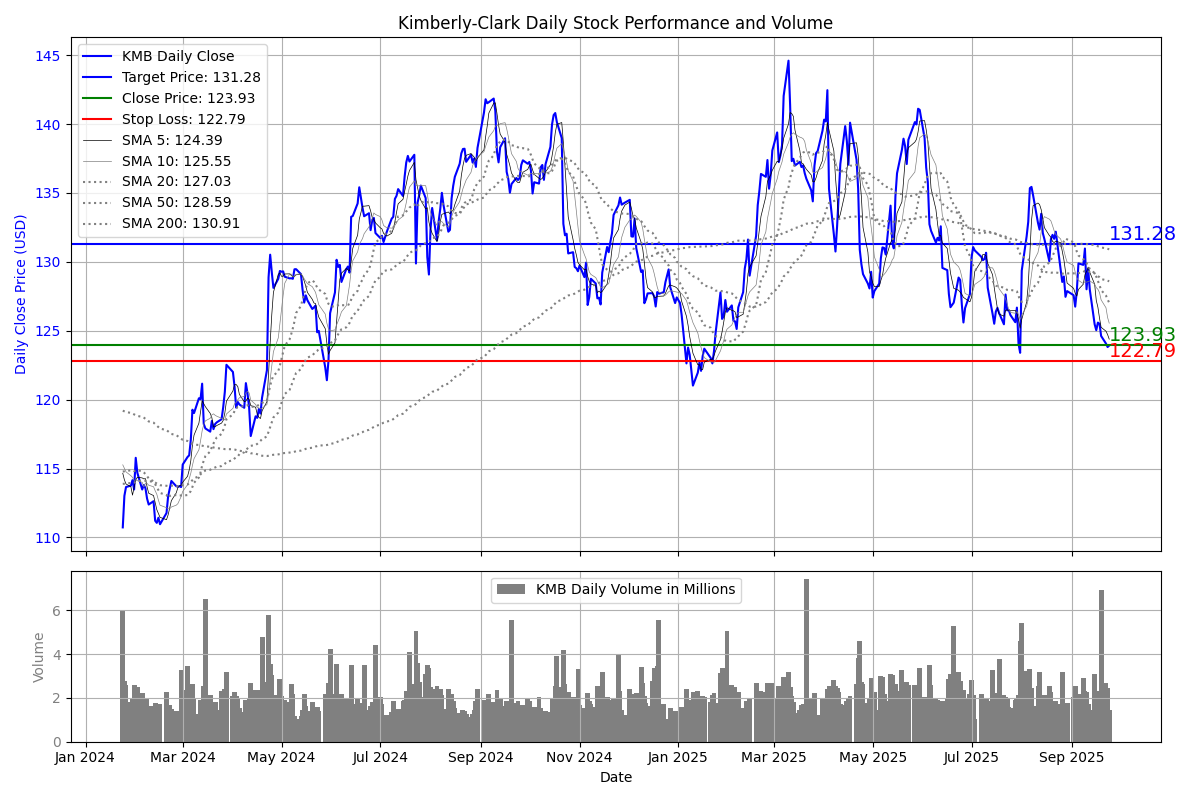 Kimberly-Clark Daily Stock Performance and Volume
KMB Daily Close
Target Price: 131.28
Close Price: 123.93
Stop Loss: 122.79
SMA 5: 124.39
SMA 10: 125.55
SMA 20: 127.03
SMA 50: 128.59
SMA 200: 130.91
145
140
135
130
125
120
115
110
Daily Close Price (USD)
131.28
123.93
122.79
KMB Daily Volume in Millions
6
4
2
0
Volume
Jan 2024 Mar 2024 May 2024 Jul 2024 Sep 2024 Nov 2024 Jan 2025 Mar 2025 May 2025 Jul 2025 Sep 2025
Date